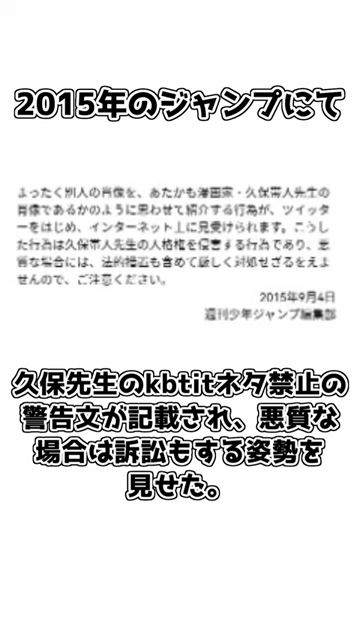 2015年のジャンプにて
まったく別人の肖像を、あたかも漫画家・久保帯人先生の
肖像であるかのように思わせて紹介する行為が、ツイッタ
ーをはじめ、インターネット上に見受けられます。こうし
た行為は久保帯人先生の人格権を侵害する行為であり、悪
質な場合には、法的措置も含めて厳しく対処せざるをえま
せんので、ご注意ください。
2015年9月4日
週刊少年ジャンプ編集部
久保先生のkbtitネタ禁止の
警告文が記載され、悪質な
場合は訴訟もする姿勢を
見せた。